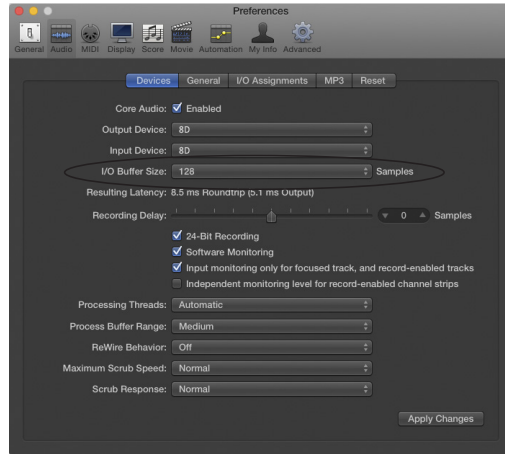 Preferences
General Audio MIDI Display Score Movie Automation My Info Advanced
Devices General I/O Assignments MP3 Reset
Core Audio: Enabled
Output Device: 8D
Input Device: 8D
I/O Buffer Size: 128 Samples
Resulting Latency: 8.5 ms Roundtrip (5.1 ms Output)
Recording Delay: 0 Samples
24-Bit Recording
Software Monitoring
Input monitoring only for focused track, and record-enabled tracks
Independent monitoring level for record-enabled channel strips
Processing Threads: Automatic
Process Buffer Range: Medium
ReWire Behavior: Off
Maximum Scrub Speed: Normal
Scrub Response: Normal
Apply Changes